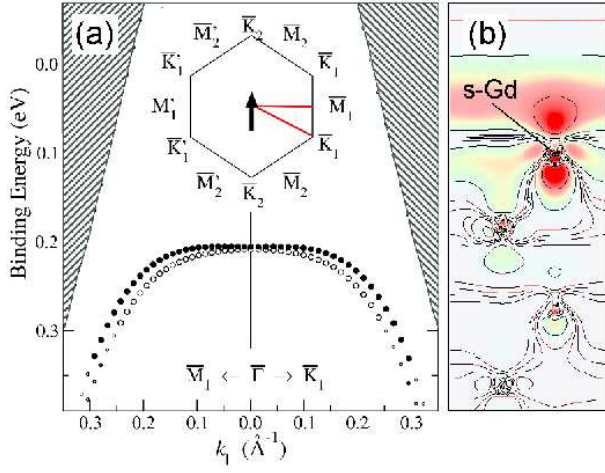 (a)
(b)
M̄'₂ K̄₂ M̄₂
K̄'₁ K̄₁
M'₁ M̄₁
K̄'₁ K̄₁
M̄'₂ K̄₂ M̄₂
s-Gd
Binding Energy (eV)
0.0
0.1
0.2
0.3
M̄₁ ← Γ̄ → K̄₁
0.3 0.2 0.1 0.0 0.1 0.2 0.3
k∥ (Å⁻¹)